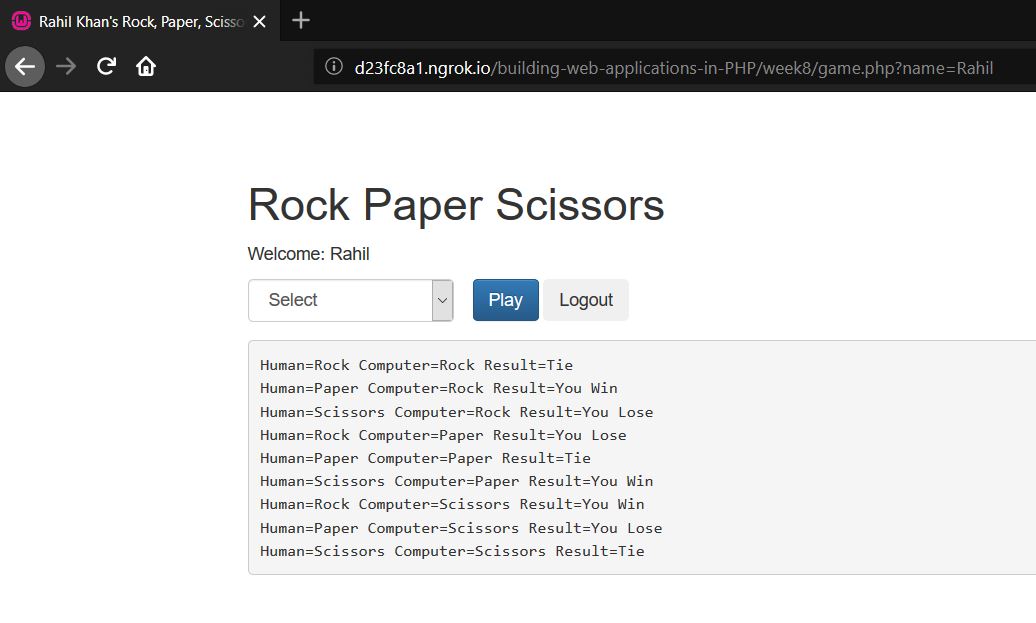 Rahil Khan's Rock, Paper, Scisso
d23fc8a1.ngrok.io/building-web-applications-in-PHP/week8/game.php?name=Rahil
Rock Paper Scissors
Welcome: Rahil
Select Play Logout
Human=Rock Computer=Rock Result=Tie
Human=Paper Computer=Rock Result=You Win
Human=Scissors Computer=Rock Result=You Lose
Human=Rock Computer=Paper Result=You Lose
Human=Paper Computer=Paper Result=Tie
Human=Scissors Computer=Paper Result=You Win
Human=Rock Computer=Scissors Result=You Win
Human=Paper Computer=Scissors Result=You Lose
Human=Scissors Computer=Scissors Result=Tie